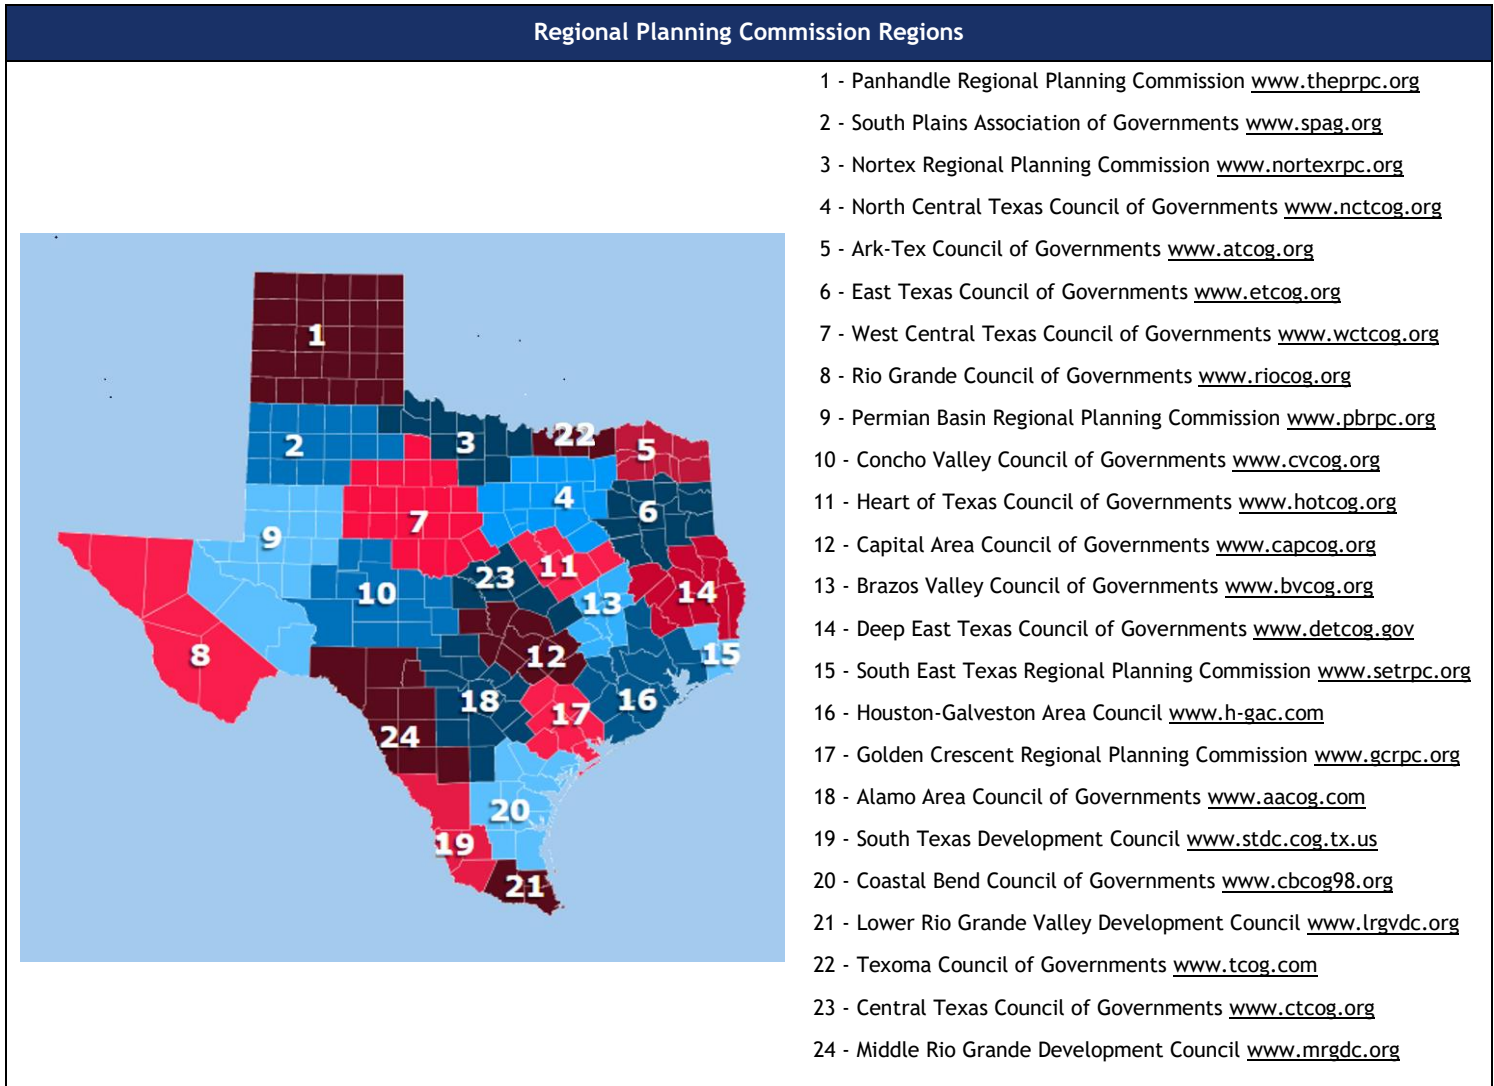 Regional Planning Commission Regions
1 - Panhandle Regional Planning Commission www.theprpc.org
2 - South Plains Association of Governments www.spag.org
3 - Nortex Regional Planning Commission www.nortexrpc.org
4 - North Central Texas Council of Governments www.nctcog.org
5 - Ark-Tex Council of Governments www.atcog.org
6 - East Texas Council of Governments www.etcog.org
7 - West Central Texas Council of Governments www.wctcog.org
8 - Rio Grande Council of Governments www.riocog.org
9 - Permian Basin Regional Planning Commission www.pbrpc.org
10 - Concho Valley Council of Governments www.cvcog.org
11 - Heart of Texas Council of Governments www.hotcog.org
12 - Capital Area Council of Governments www.capcog.org
13 - Brazos Valley Council of Governments www.bvcog.org
14 - Deep East Texas Council of Governments www.detcog.gov
15 - South East Texas Regional Planning Commission www.setrpc.org
16 - Houston-Galveston Area Council www.h-gac.com
17 - Golden Crescent Regional Planning Commission www.gcrpc.org
18 - Alamo Area Council of Governments www.aacog.com
19 - South Texas Development Council www.stdc.cog.tx.us
20 - Coastal Bend Council of Governments www.cbcog98.org
21 - Lower Rio Grande Valley Development Council www.lrgvdc.org
22 - Texoma Council of Governments www.tcog.com
23 - Central Texas Council of Governments www.ctcog.org
24 - Middle Rio Grande Development Council www.mrgdc.org
1
2
3
22
5
4
6
7
9
11
23
10
14
13
8
12
15
18
16
17
24
20
19
21